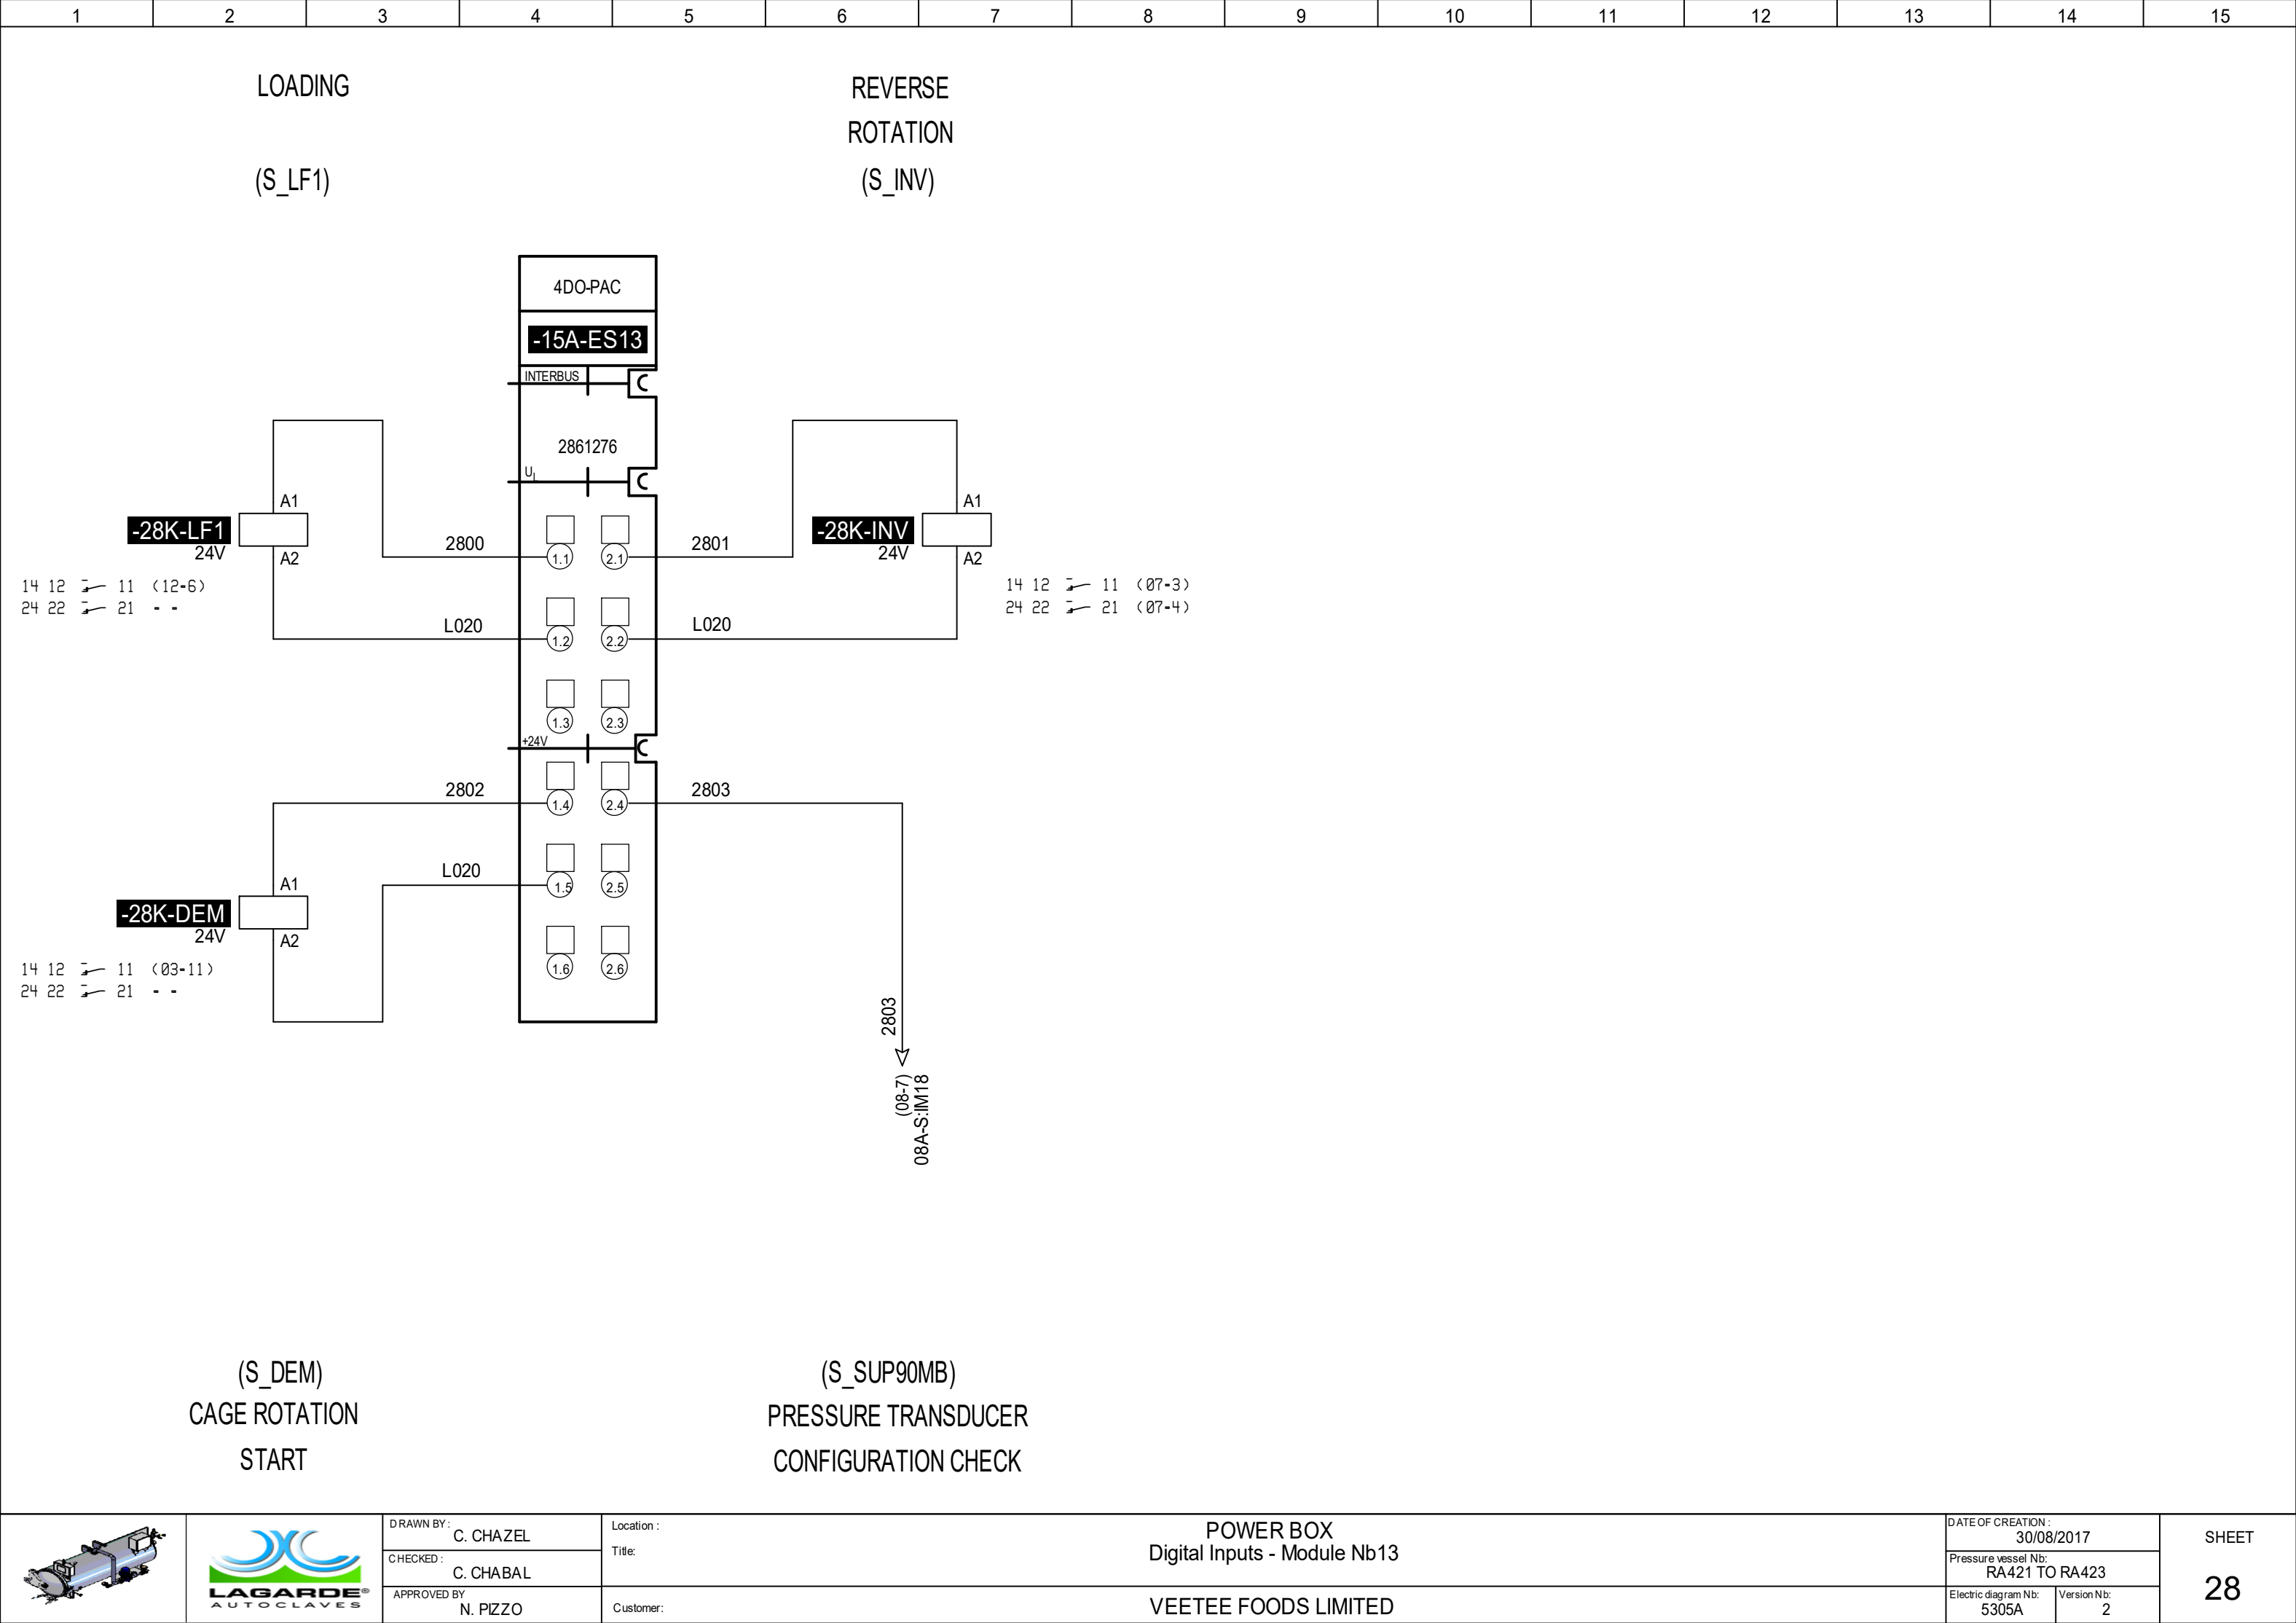 1 2 3 4 5 6 7 8 9 10 11 12 13 14 15
LOADING
(S_LF1)
REVERSE
ROTATION
(S_INV)
4DO-PAC
-15A-ES13
INTERBUS
2861276
UL
A1
-28K-LF1
24V
A2
14 12 11 (12-6)
24 22 21 - -
2800
1.1
2.1
2801
A1
-28K-INV
24V
A2
14 12 11 (07-3)
24 22 21 (07-4)
L020
1.2
2.2
L020
1.3
2.3
+24V
2802
1.4
2.4
2803
L020
1.5
2.5
A1
-28K-DEM
24V
A2
14 12 11 (03-11)
24 22 21 - -
1.6
2.6
2803
(08-7)
08A-S:IM18
(S_DEM)
CAGE ROTATION
START
(S_SUP90MB)
PRESSURE TRANSDUCER
CONFIGURATION CHECK
LAGARDE®
AUTOCLAVES
DRAWN BY :
C. CHAZEL
CHECKED :
C. CHABAL
APPROVED BY
N. PIZZO
Location :
Title:
POWER BOX
Digital Inputs - Module Nb13
Customer:
VEETEE FOODS LIMITED
DATE OF CREATION :
30/08/2017
Pressure vessel Nb:
RA421 TO RA423
Electric diagram Nb:
5305A
Version Nb:
2
SHEET
28